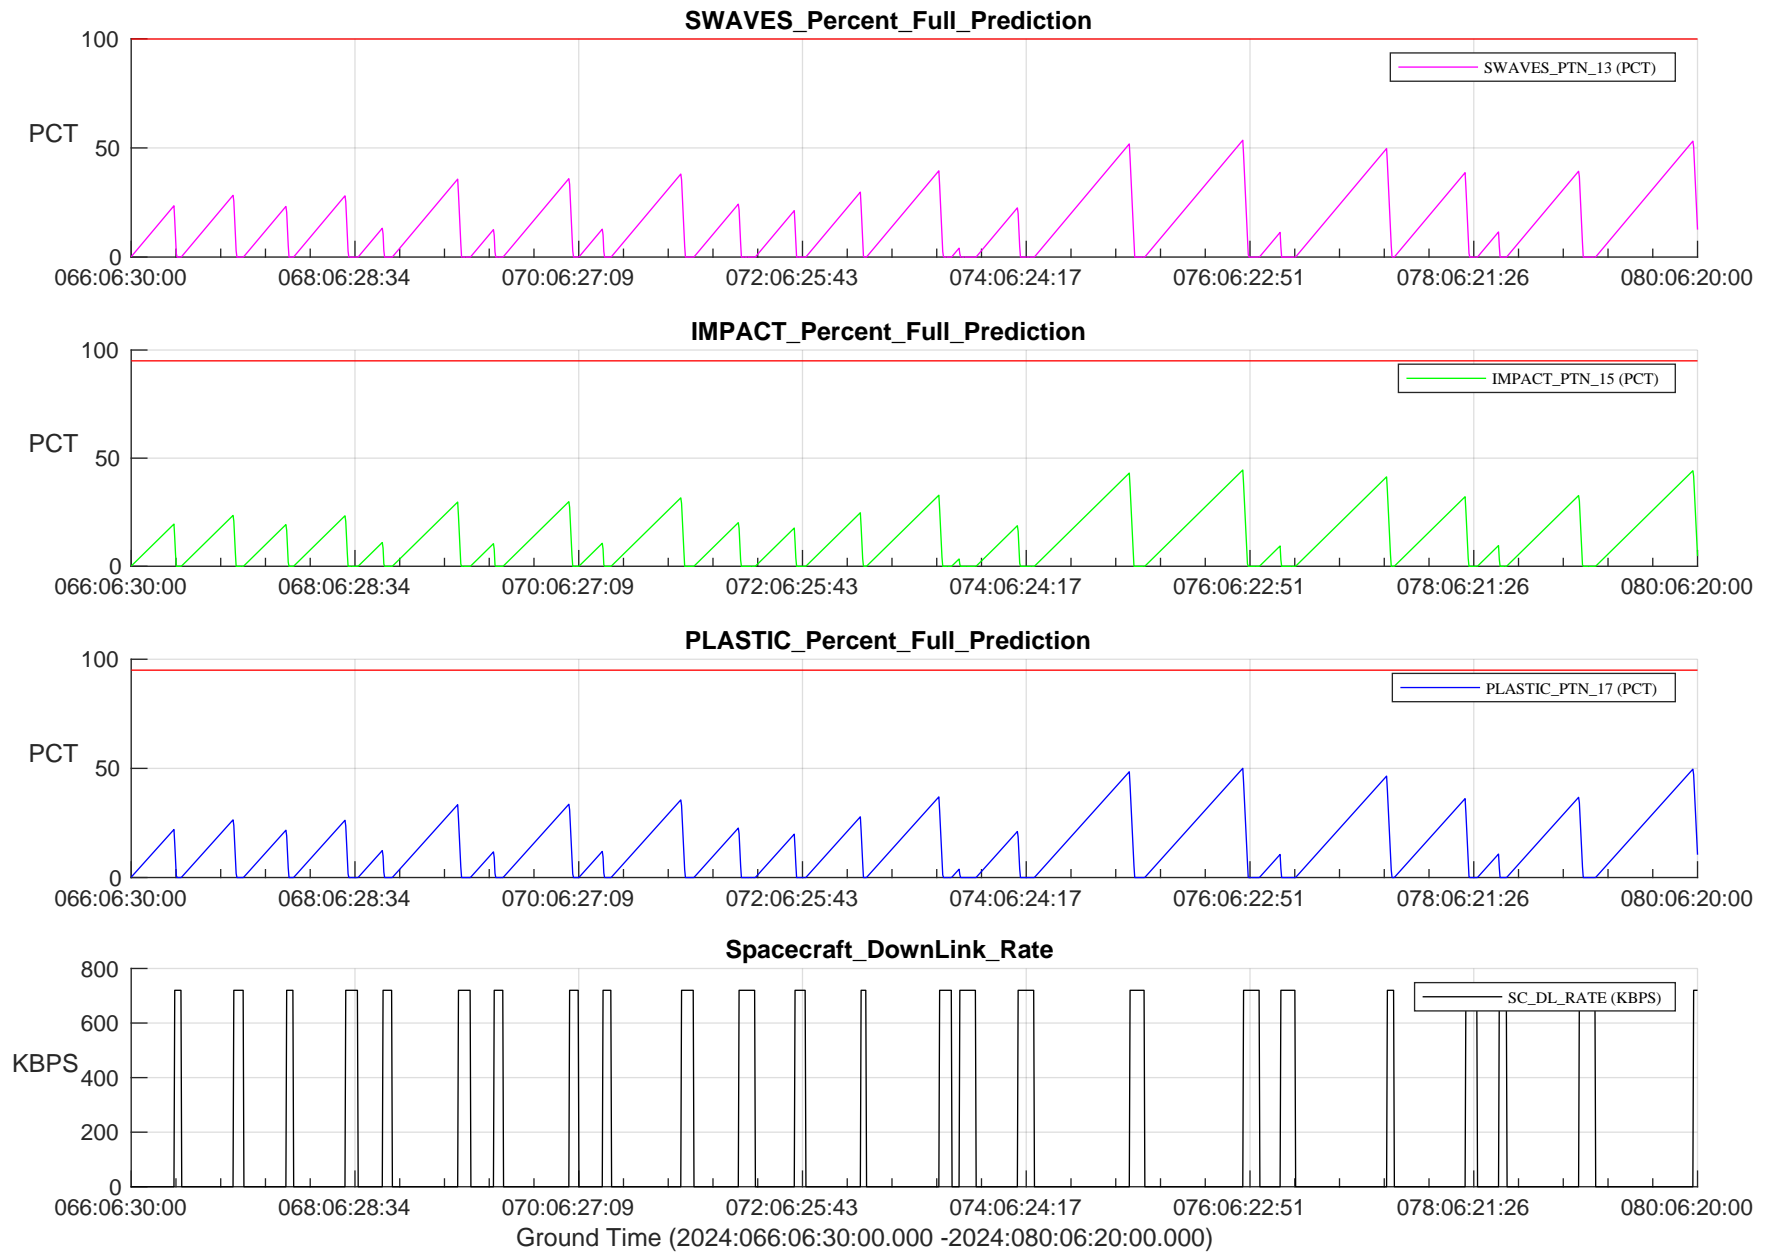 SWAVES_Percent_Full_Prediction
100
SWAVES_PTN_13 (PCT)
PCT
50
0
066:06:30:00 068:06:28:34 070:06:27:09 072:06:25:43 074:06:24:17 076:06:22:51 078:06:21:26 080:06:20:00
IMPACT_Percent_Full_Prediction
100
IMPACT_PTN_15 (PCT)
PCT
50
0
066:06:30:00 068:06:28:34 070:06:27:09 072:06:25:43 074:06:24:17 076:06:22:51 078:06:21:26 080:06:20:00
PLASTIC_Percent_Full_Prediction
100
PLASTIC_PTN_17 (PCT)
PCT
50
0
066:06:30:00 068:06:28:34 070:06:27:09 072:06:25:43 074:06:24:17 076:06:22:51 078:06:21:26 080:06:20:00
Spacecraft_DownLink_Rate
800
SC_DL_RATE (KBPS)
600
KBPS
400
200
0
066:06:30:00 068:06:28:34 070:06:27:09 072:06:25:43 074:06:24:17 076:06:22:51 078:06:21:26 080:06:20:00
Ground Time (2024:066:06:30:00.000 -2024:080:06:20:00.000)